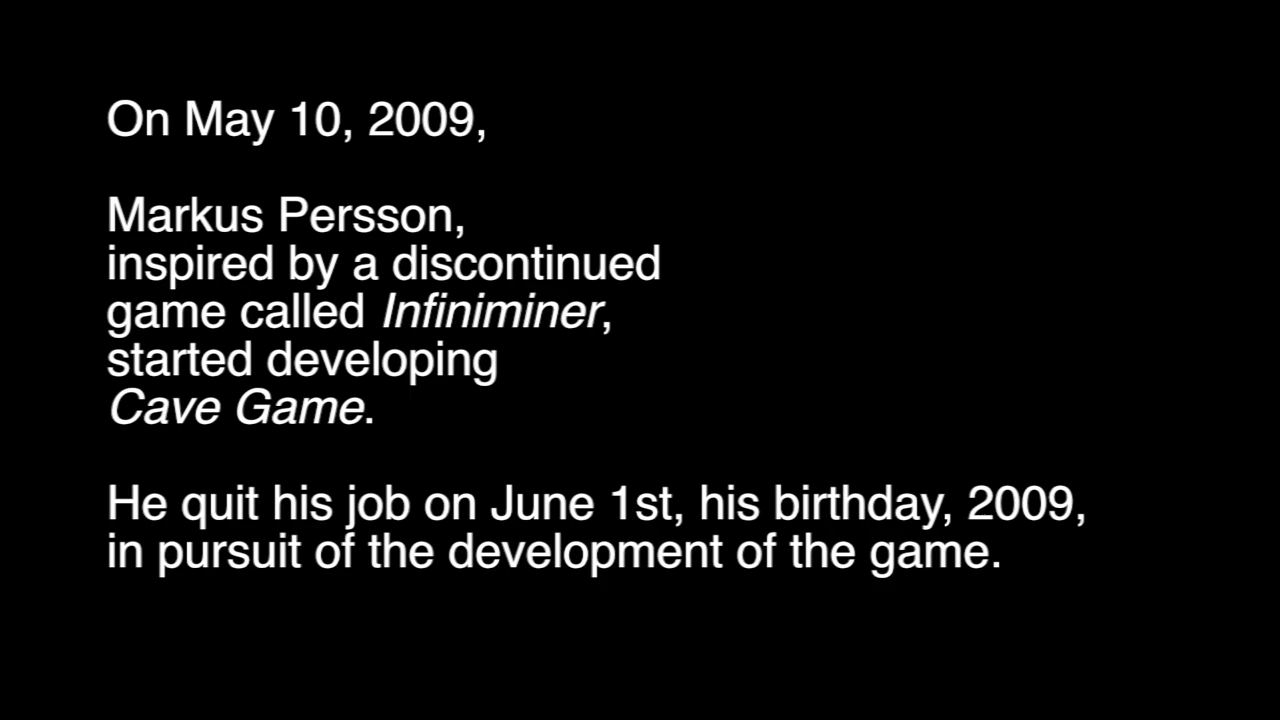 On May 10, 2009,
Markus Persson,
inspired by a discontinued
game called Infiniminer,
started developing
Cave Game.
He quit his job on June 1st, his birthday, 2009,
in pursuit of the development of the game.